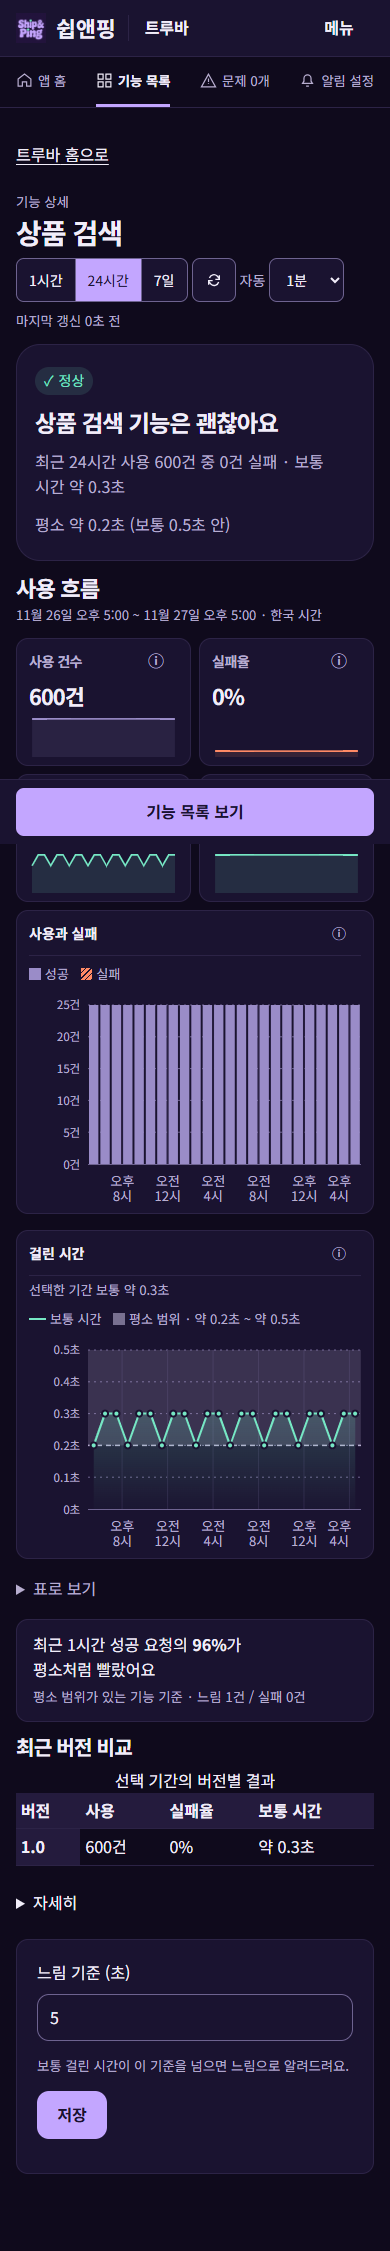 Ship& Ping 쉽앤핑 트루바 메뉴
앱 홈 기능 목록 문제 0개 알림 설정
트루바 홈으로
기능 상세
상품 검색
1시간 24시간 7일 자동 1분
마지막 갱신 0초 전
✓ 정상
상품 검색 기능은 괜찮아요
최근 24시간 사용 600건 중 0건 실패 · 보통
시간 약 0.3초
평소 약 0.2초 (보통 0.5초 안)
사용 흐름
11월 26일 오후 5:00 ~ 11월 27일 오후 5:00 · 한국 시간
사용 건수 실패율
600건 0%
기능 목록 보기
사용과 실패
성공 실패
25건
20건
15건
10건
5건
0건
오후 오전 오전 오후 오후 오후
8시 12시 4시 8시 12시 4시
걸린 시간
선택한 기간 보통 약 0.3초
보통 시간 평소 범위 · 약 0.2초 ~ 약 0.5초
0.5초
0.4초
0.3초
0.2초
0.1초
0초
오후 오전 오전 오후 오후 오후
8시 12시 4시 8시 12시 4시
▶ 표로 보기
최근 1시간 성공 요청의 96%가
평소처럼 빨랐어요
평소 범위가 있는 기능 기준 · 느림 1건 / 실패 0건
최근 버전 비교
선택 기간의 버전별 결과
버전 사용 실패율 보통 시간
1.0 600건 0% 약 0.3초
▶ 자세히
느림 기준 (초)
5
보통 걸린 시간이 이 기준을 넘으면 느림으로 알려드려요.
저장